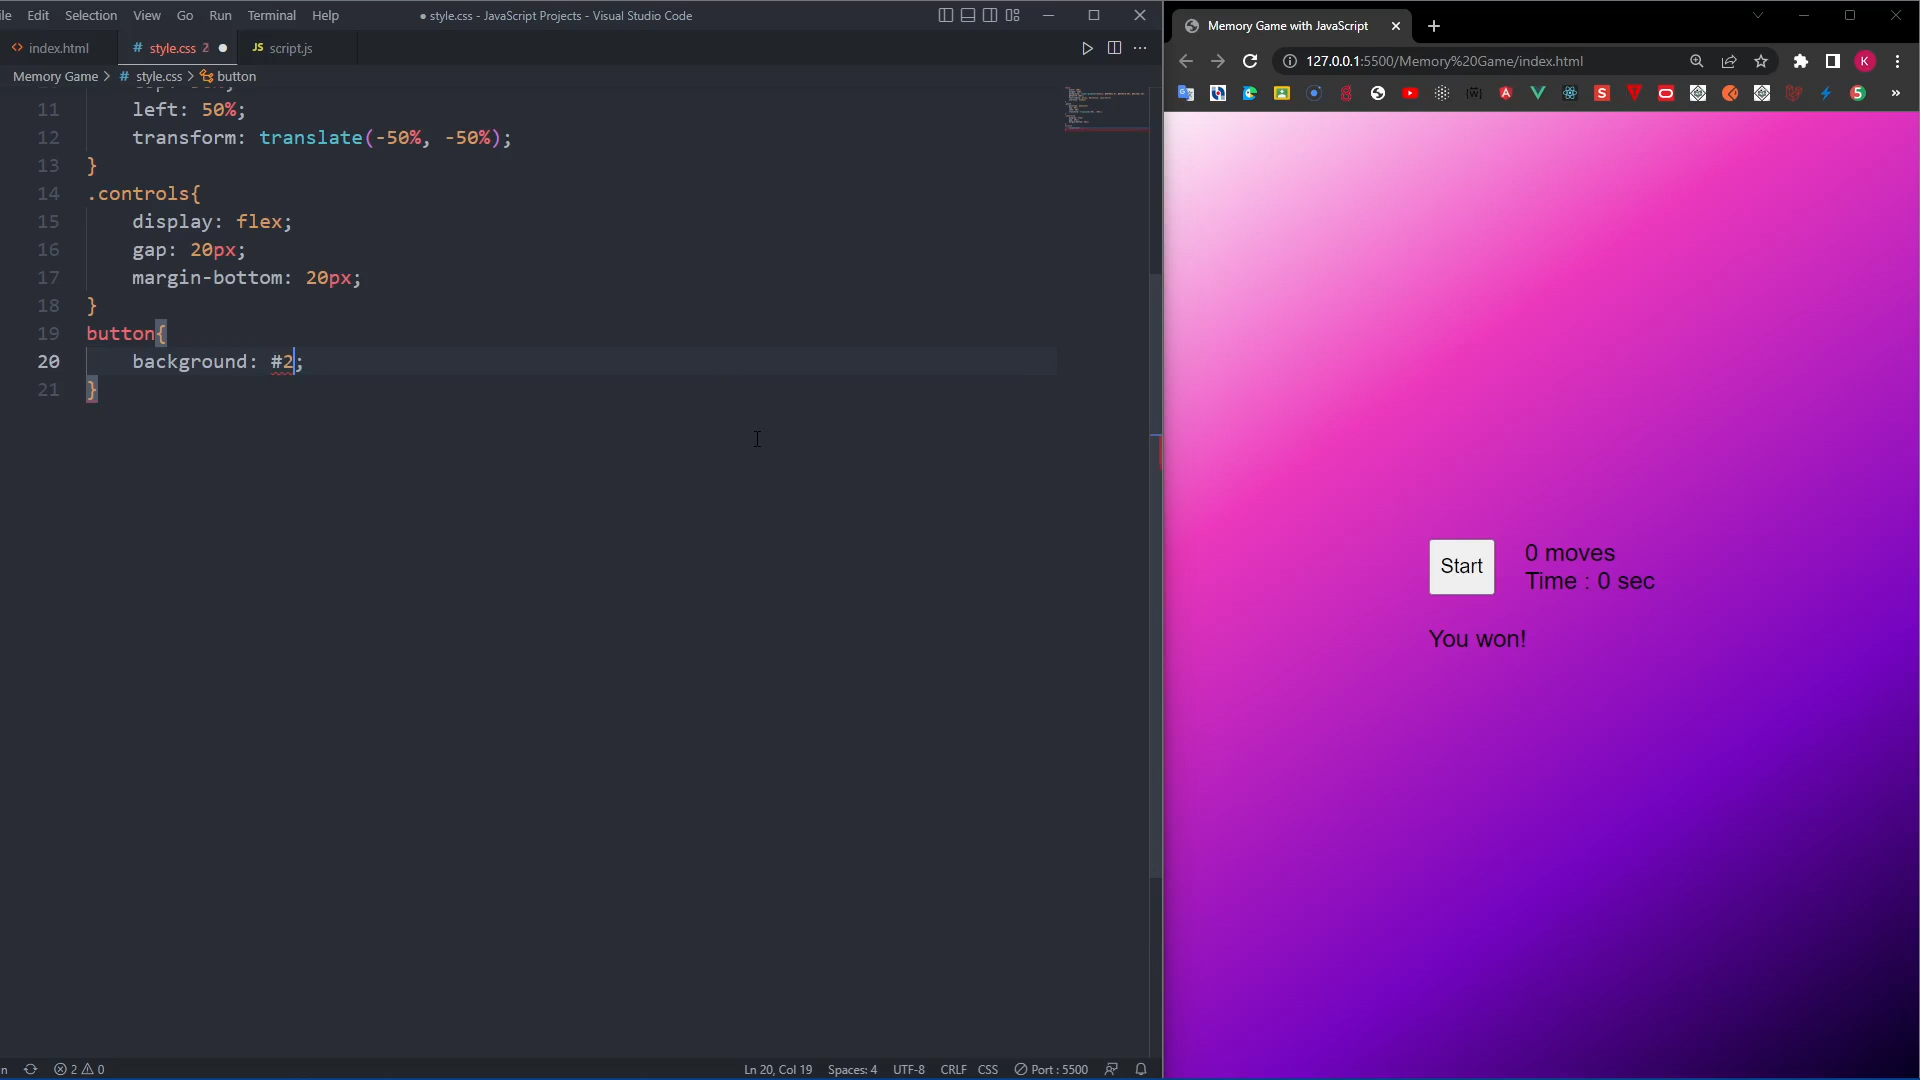 ile Edit Selection View Go Run Terminal Help
● style.css - JavaScript Projects - Visual Studio Code
<> index.html
# style.css 2 ●
JS script.js
Memory Game > # style.css > button
11 left: 50%;
12 transform: translate(-50%, -50%);
13 }
14 .controls{
15 display: flex;
16 gap: 20px;
17 margin-bottom: 20px;
18 }
19 button{
20 background: #2;
21 }
n 2 0
Ln 20, Col 19 Spaces: 4 UTF-8 CRLF CSS Port : 5500
Memory Game with JavaScript
127.0.0.1:5500/Memory%20Game/index.html
K
Start
0 moves
Time : 0 sec
You won!